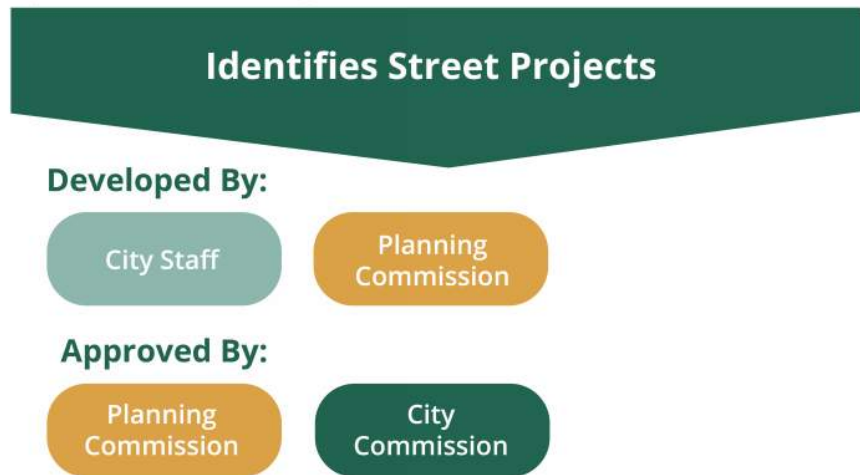 Identifies Street Projects
Developed By:
City Staff
Planning
Commission
Approved By:
Planning
Commission
City
Commission